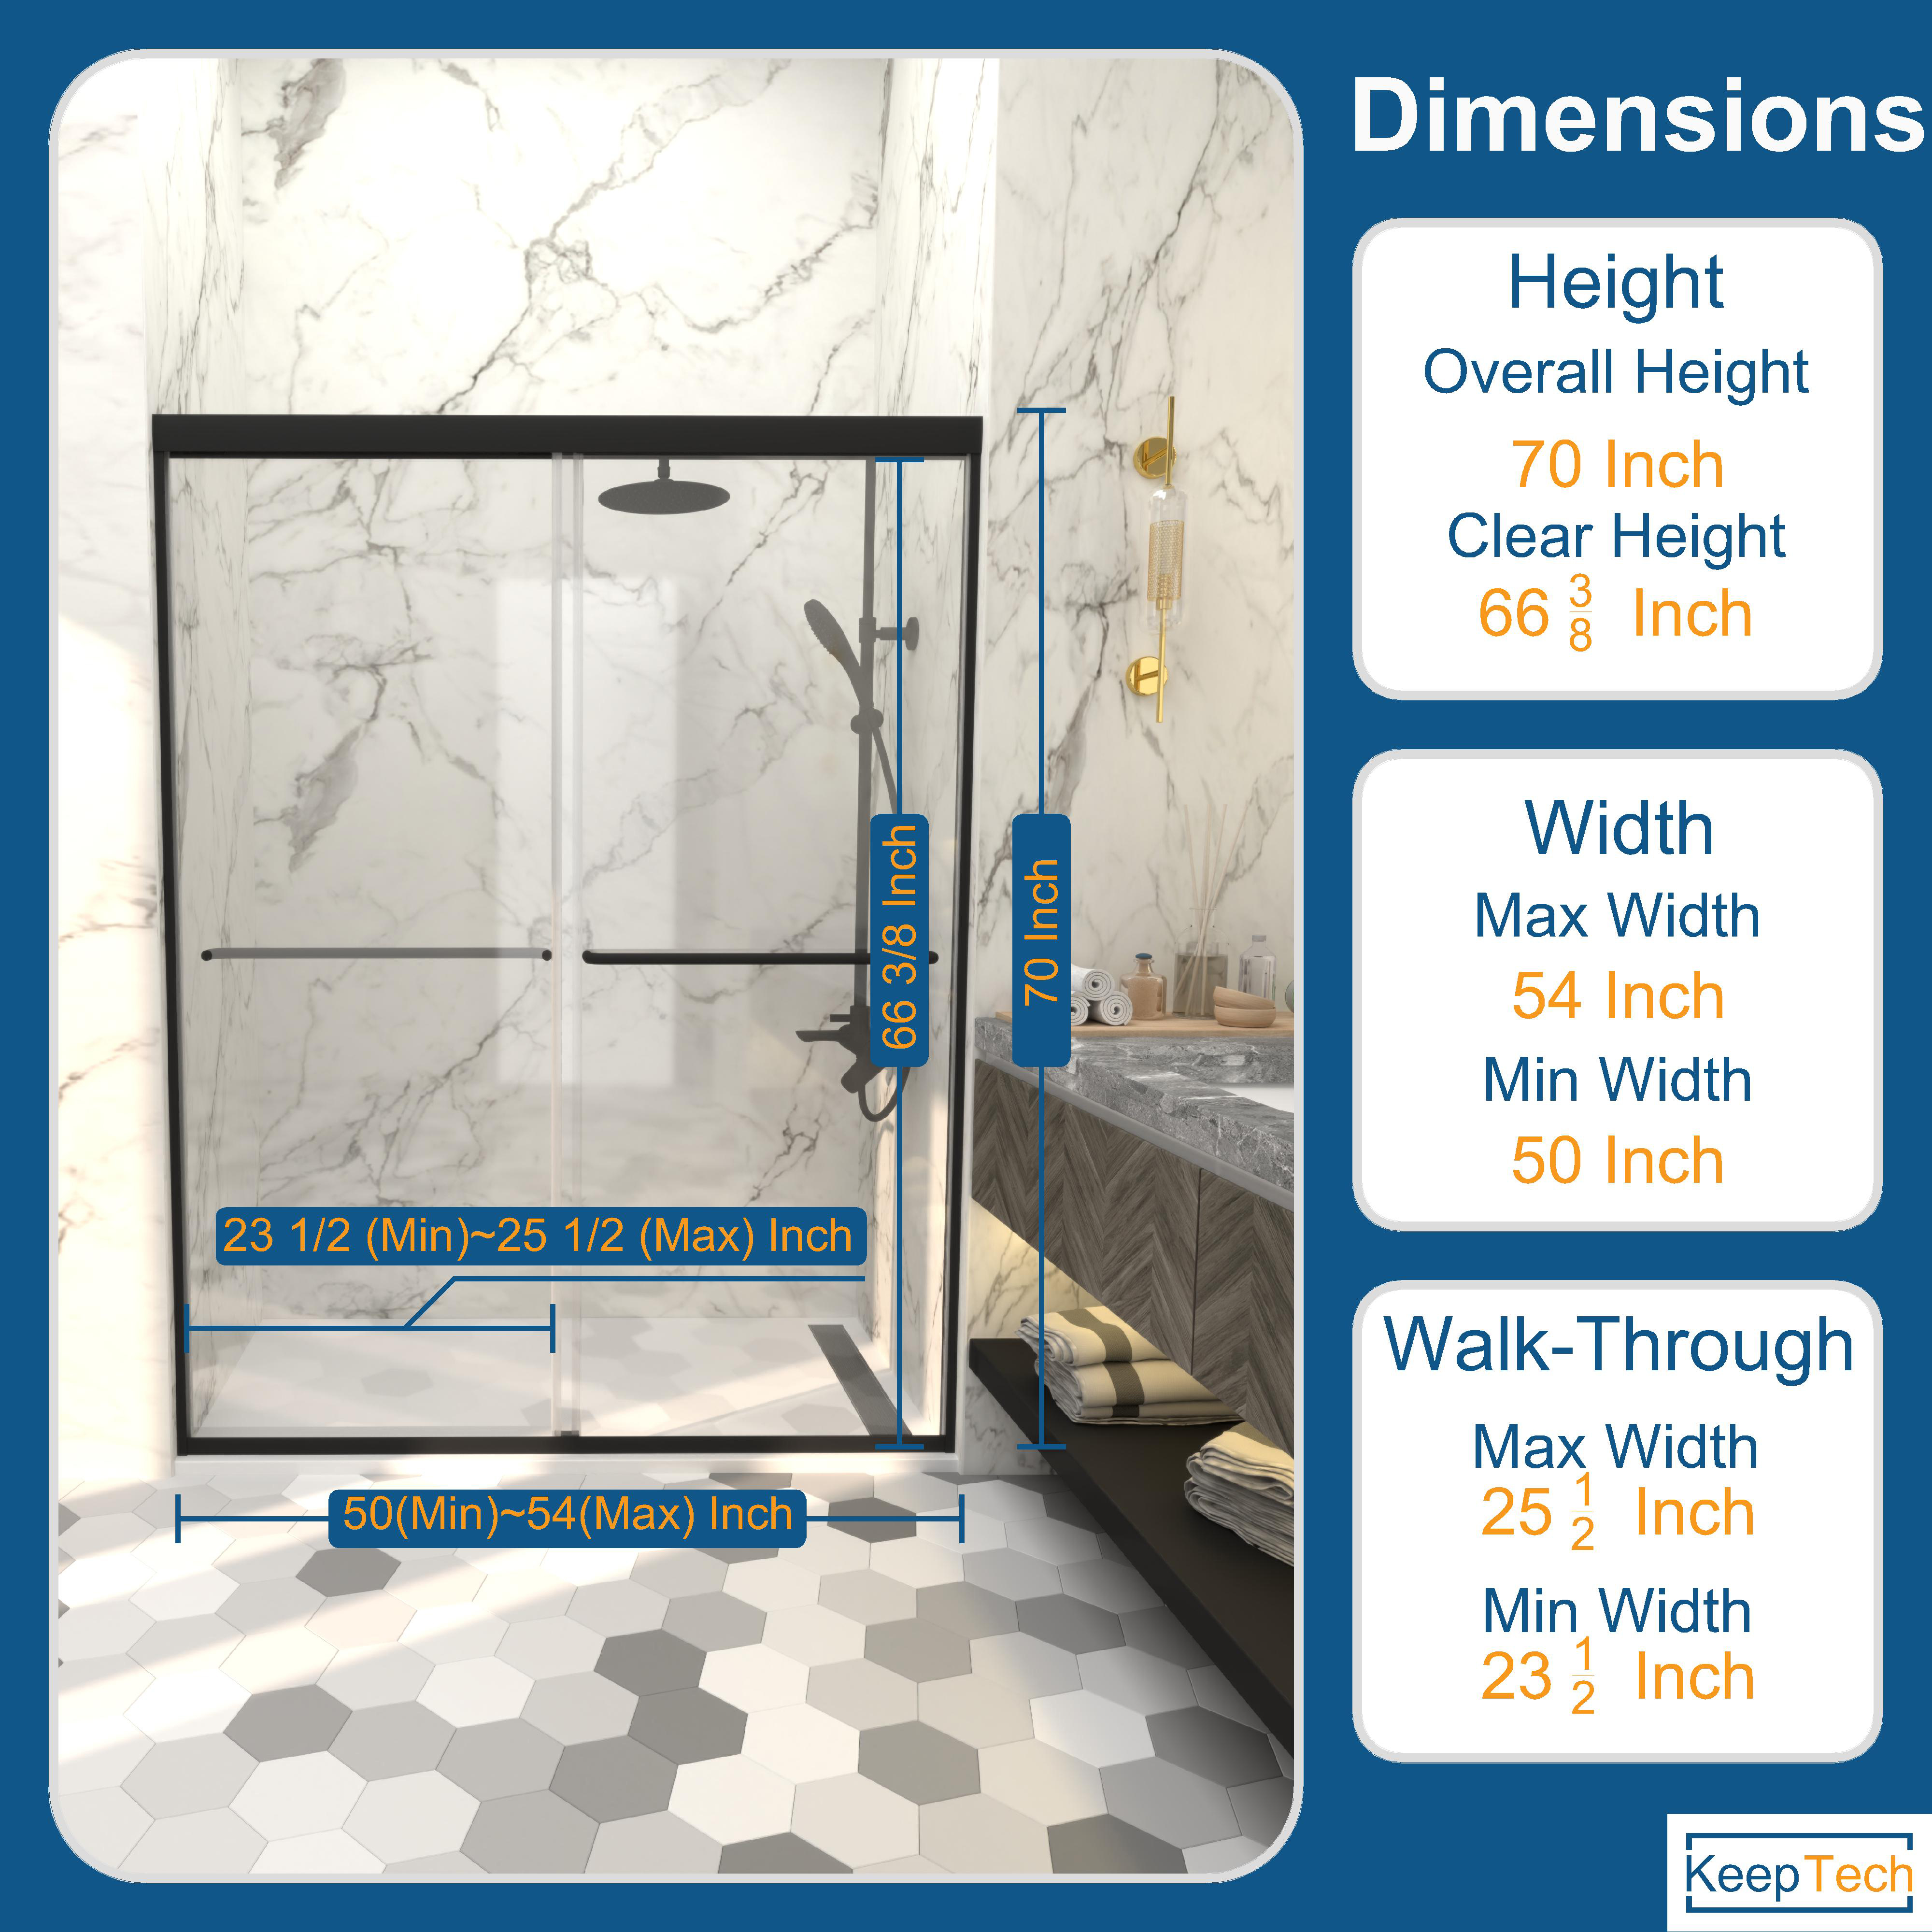 Dimensions
Height
Overall Height
70 Inch
Clear Height
66 3/8 Inch
Width
Max Width
54 Inch
Min Width
50 Inch
Walk-Through
Max Width
25 1/2 Inch
Min Width
23 1/2 Inch
66 3/8 Inch
70 Inch
23 1/2 (Min)~25 1/2 (Max) Inch
50(Min)~54(Max) Inch
KeepTech